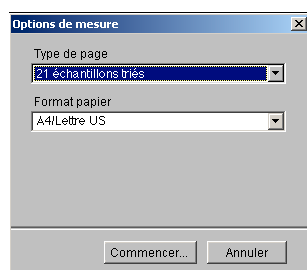 Options de mesure
Type de page
21 échantillons triés
Format papier
A4/Lettre US
Commencer...
Annuler